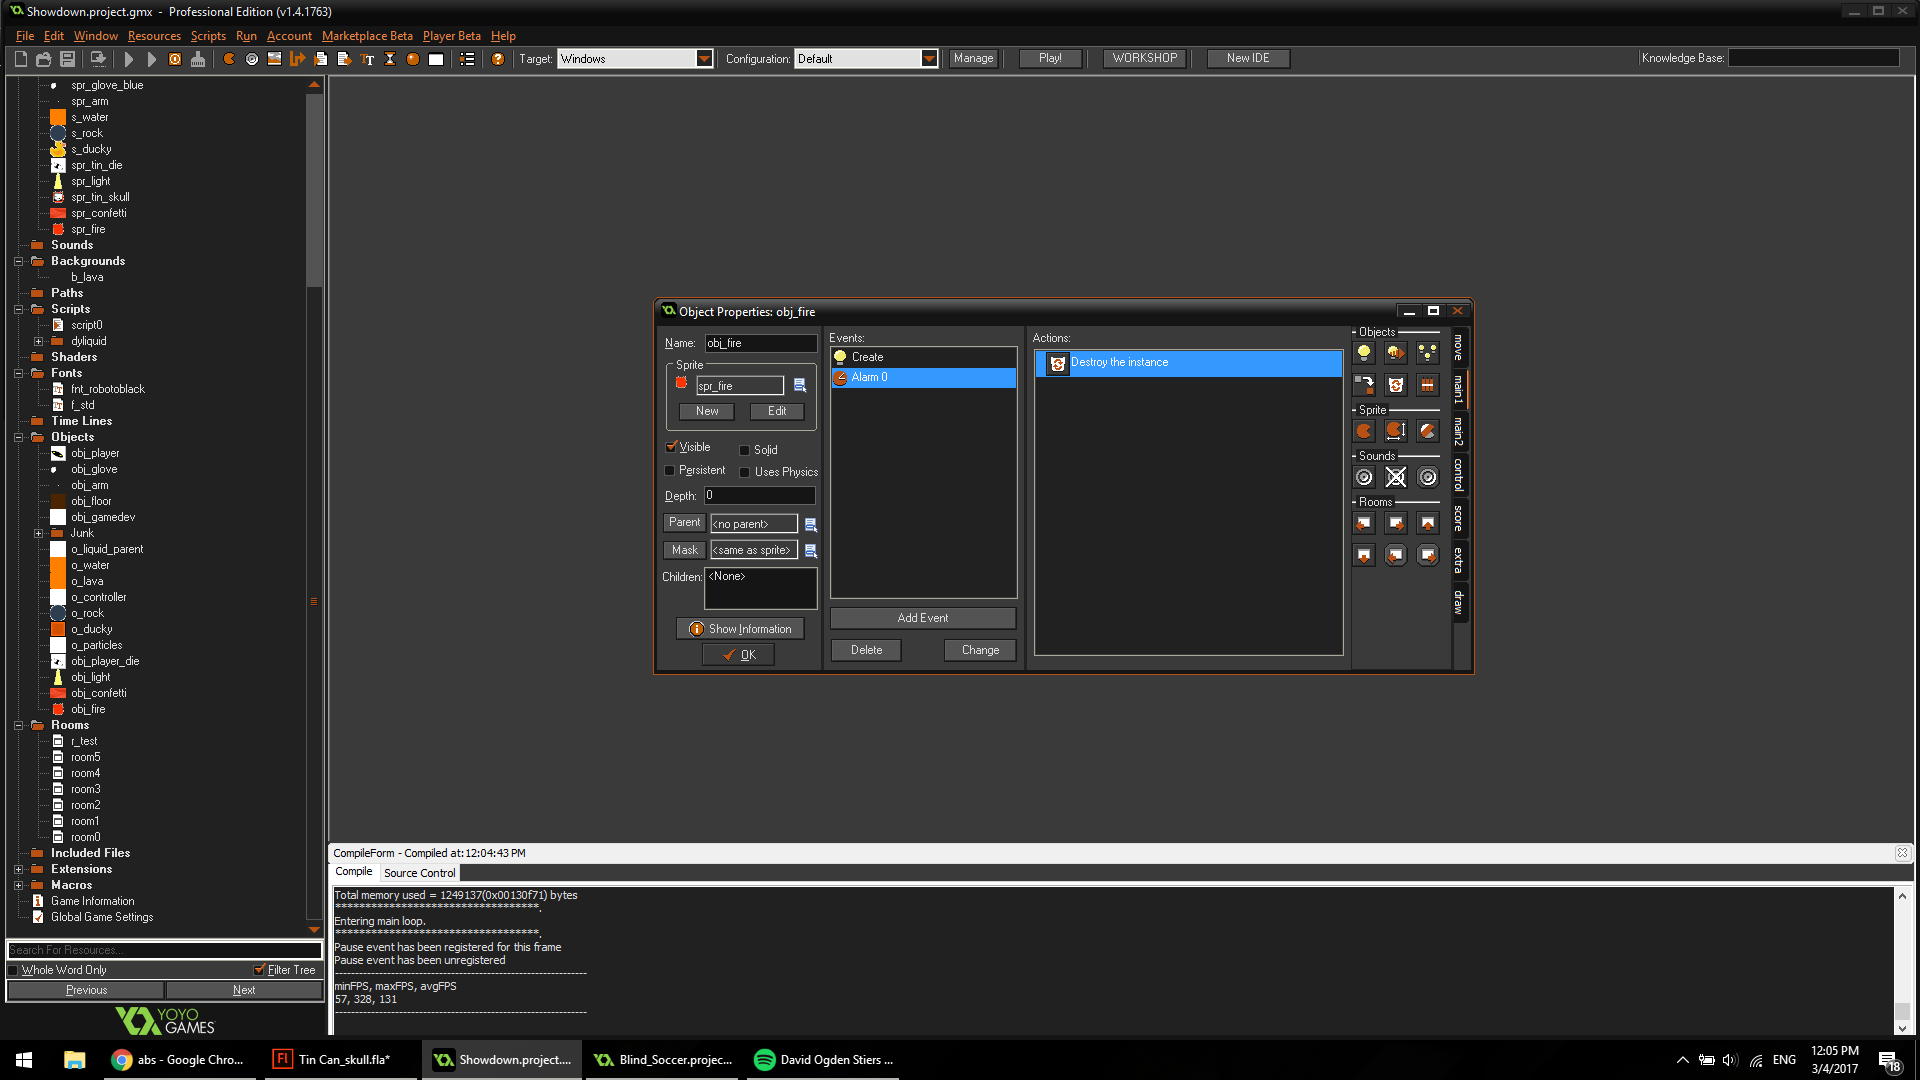 Showdown.project.gmx - Professional Edition (v1.4.1763)
File Edit Window Resources Scripts Run Account Marketplace Beta Player Beta Help
Target: Windows Configuration: Default Manage Play! WORKSHOP New IDE Knowledge Base:
spr_glove_blue
spr_arm
s_water
s_rock
s_ducky
spr_tin_die
spr_light
spr_tin_skull
spr_confetti
spr_fire
Sounds
Backgrounds
b_lava
Paths
Scripts
script0
dyliquid
Shaders
Fonts
fnt_robotoblack
f_std
Time Lines
Objects
obj_player
obj_glove
obj_arm
obj_floor
obj_gamedev
Junk
o_liquid_parent
o_water
o_lava
o_controller
o_rock
o_ducky
o_particles
obj_player_die
obj_light
obj_confetti
obj_fire
Rooms
r_test
room5
room4
room3
room2
room1
room0
Included Files
Extensions
Macros
Game Information
Global Game Settings
Search For Resources...
Whole Word Only Filter Tree
Previous Next
YOYO
GAMES
Object Properties: obj_fire
Name: obj_fire
Sprite
spr_fire
New Edit
Visible Solid
Persistent Uses Physics
Depth: 0
Parent <no parent>
Mask <same as sprite>
Children: <None>
Show Information
OK
Events:
Create
Alarm 0
Add Event
Delete Change
Actions:
Destroy the instance
Objects
Sprite
Sounds
Rooms
move
main1
main2
control
score
extra
draw
CompileForm - Compiled at:12:04:43 PM
Compile Source Control
Total memory used = 1249137(0x00130f71) bytes
**********************************.
Entering main loop.
**********************************.
Pause event has been registered for this frame
Pause event has been unregistered
---------------------------------------------------------------
minFPS, maxFPS, avgFPS
57, 328, 131
---------------------------------------------------------------
abs - Google Chro... Fl Tin Can_skull.fla* Showdown.project.... Blind_Soccer.projec... David Ogden Stiers ...
ENG
12:05 PM
3/4/2017
18